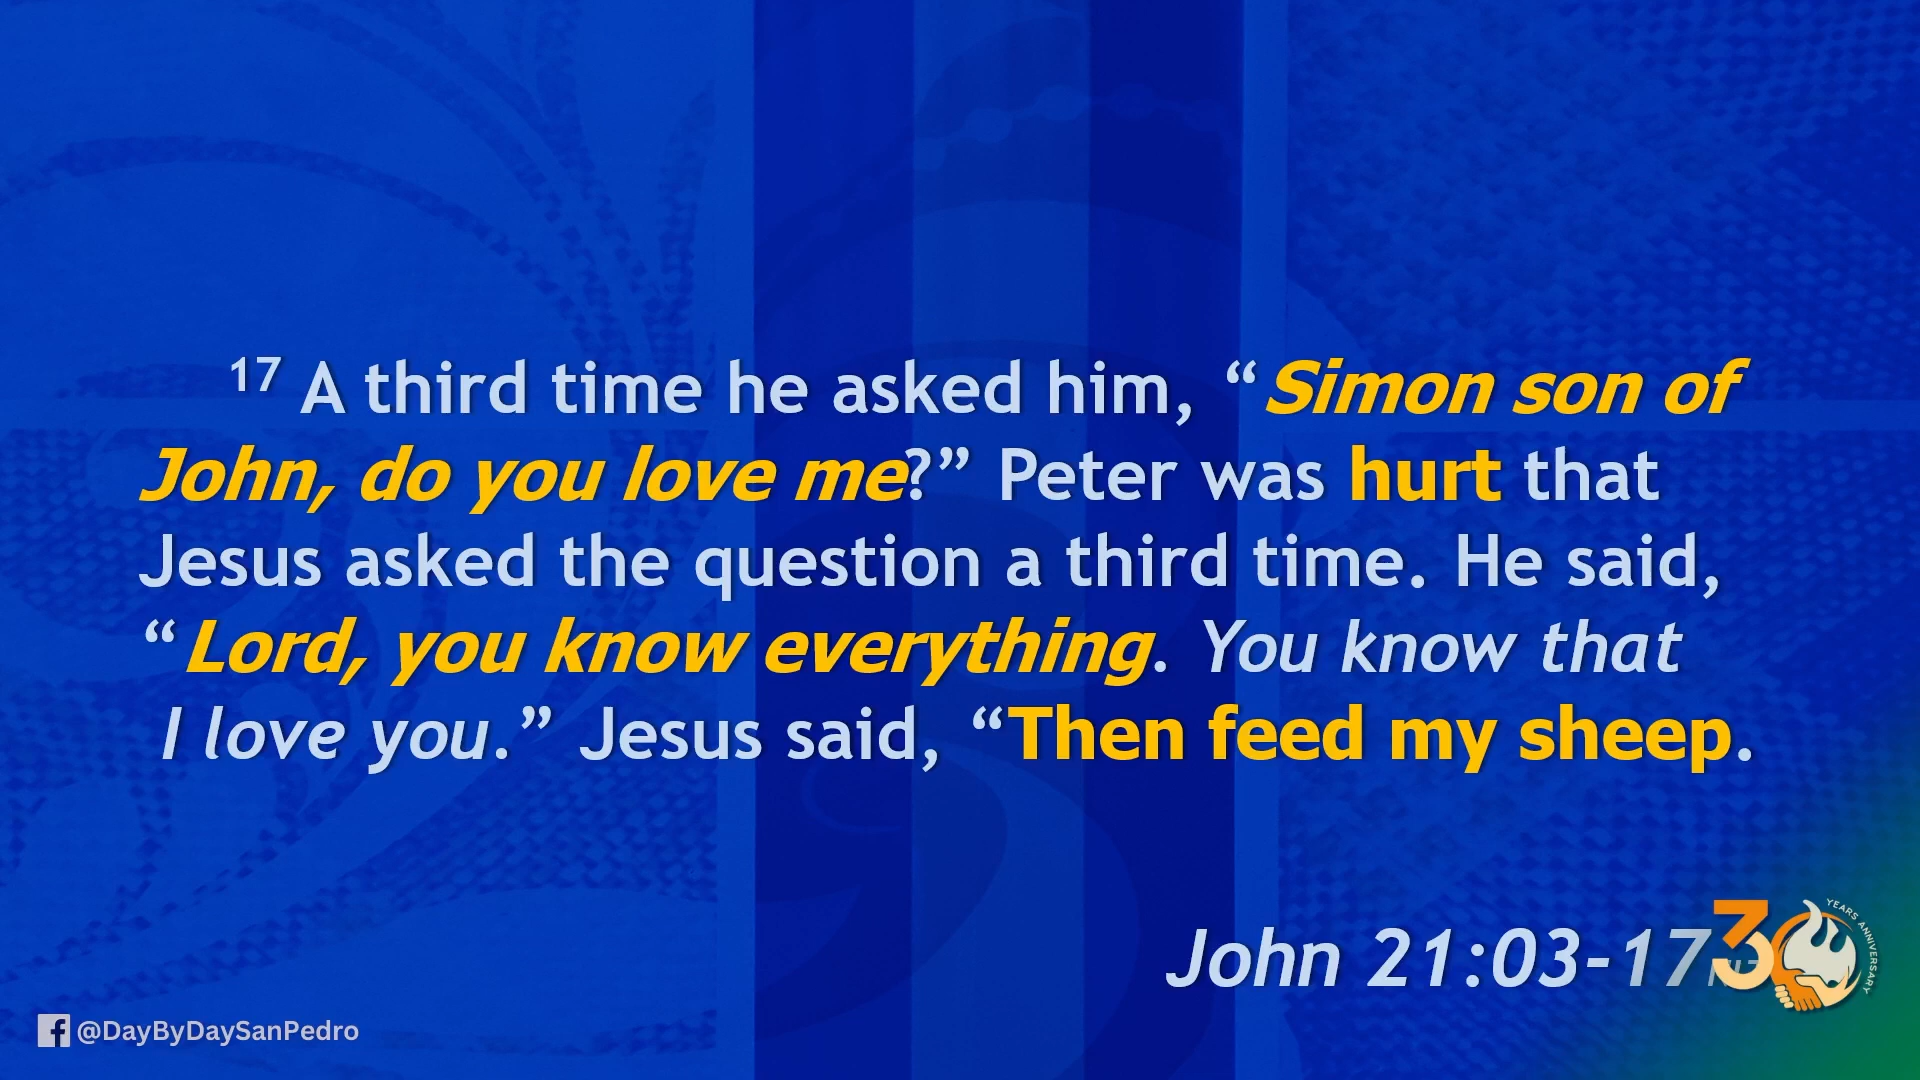 17 A third time he asked him, “Simon son of
John, do you love me?” Peter was hurt that
Jesus asked the question a third time. He said,
“Lord, you know everything. You know that
I love you.” Jesus said, “Then feed my sheep.
John 21:03-17
30 YEARS ANNIVERSARY
@DayByDaySanPedro